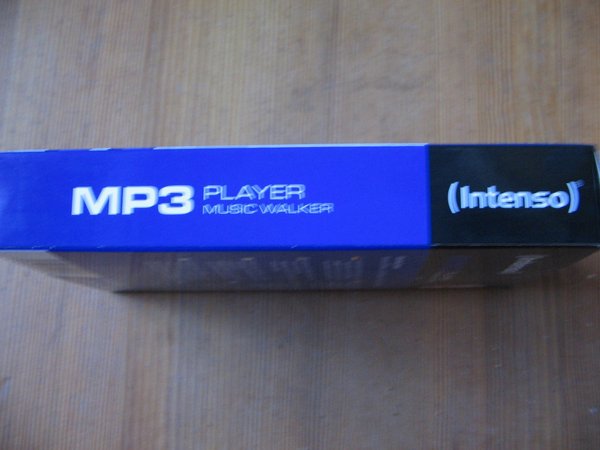 MP3 PLAYER
MUSIC WALKER
(Intenso)®